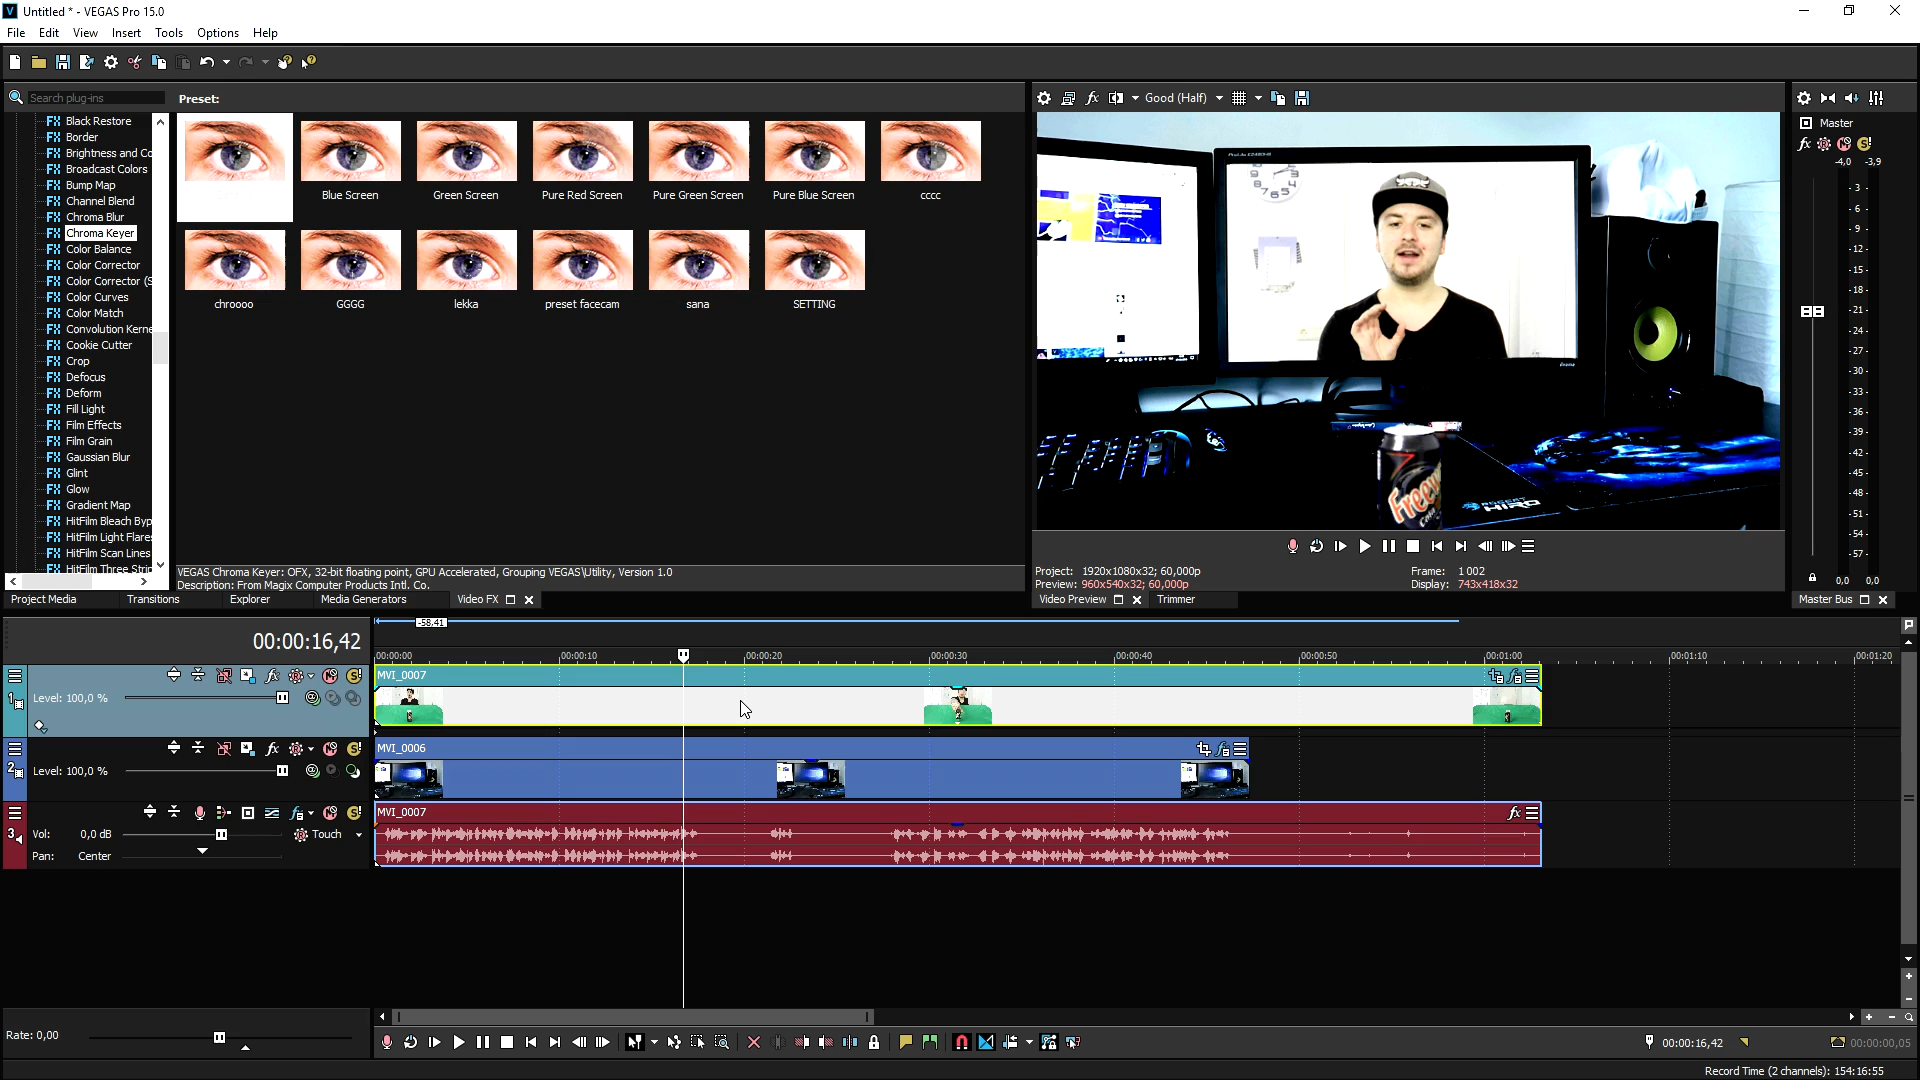 Untitled * - VEGAS Pro 15.0
File Edit View Insert Tools Options Help
Search plug-ins
Preset:
Black Restore
Border
Brightness and Co
Broadcast Colors
Bump Map
Channel Blend
Chroma Blur
Chroma Keyer
Color Balance
Color Corrector
Color Corrector (S
Color Curves
Color Match
Convolution Kerne
Cookie Cutter
Crop
Defocus
Deform
Fill Light
Film Effects
Film Grain
Gaussian Blur
Glint
Glow
Gradient Map
HitFilm Bleach Byp
HitFilm Light Flares
HitFilm Scan Lines
HitFilm Three Strip
Blue Screen Green Screen Pure Red Screen Pure Green Screen Pure Blue Screen cccc
chroooo GGGG lekka preset facecam sana SETTING
VEGAS Chroma Keyer: OFX, 32-bit floating point, GPU Accelerated, Grouping VEGAS\Utility, Version 1.0
Description: From Magix Computer Products Intl. Co.
Project Media Transitions Explorer Media Generators Video FX
Good (Half)
Freeway
HIRO
Project: 1920x1080x32; 60,000p
Preview: 960x540x32; 60,000p
Frame: 1 002
Display: 743x418x32
Video Preview Trimmer
Master
-4,0 -3,9
- 3 -
- 6 -
- 9 -
-12-
-15-
-18-
-21-
-24-
-27-
-30-
-33-
-36-
-39-
-42-
-45-
-48-
-51-
-54-
-57-
0,0 0,0
Master Bus
00:00:16,42
-58.41
00:00:00 00:00:10 00:00:20 00:00:30 00:00:40 00:00:50 00:01:00 00:01:10 00:01:20
1
Level: 100,0 %
MVI_0007
2
Level: 100,0 %
MVI_0006
3
Vol: 0,0 dB Touch
Pan: Center
MVI_0007
Rate: 0,00
00:00:16,42
00:00:00,05
Record Time (2 channels): 154:16:55